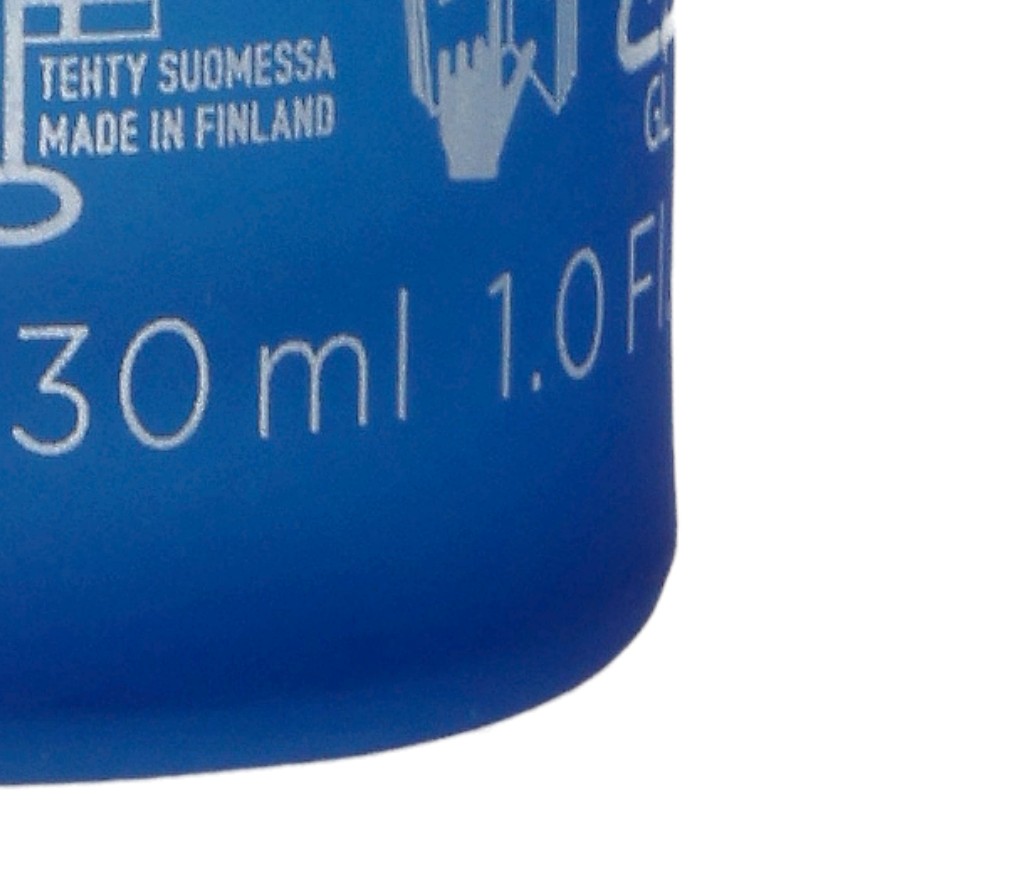 TEHTY SUOMESSA
MADE IN FINLAND
30 ml 1.0